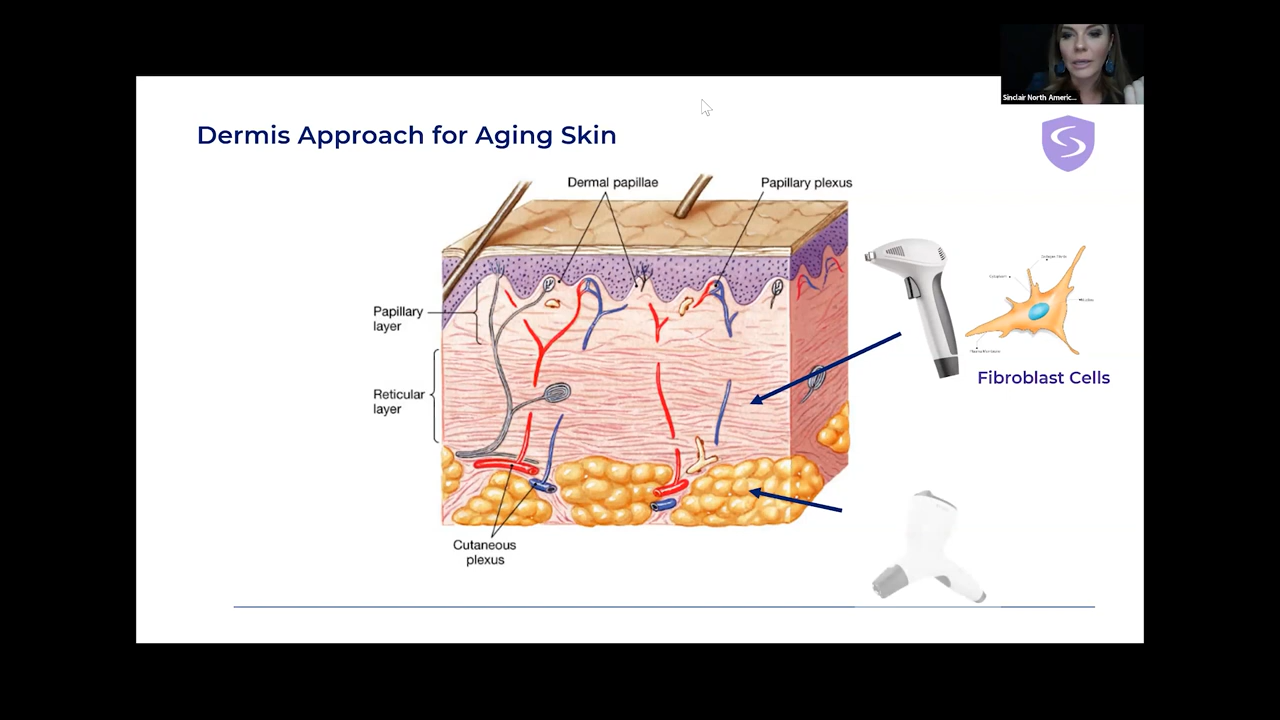 Sinclair North Americ...
Dermis Approach for Aging Skin
Dermal papillae
Papillary plexus
Papillary
layer
Reticular
layer
Fibroblast Cells
Cutaneous
plexus